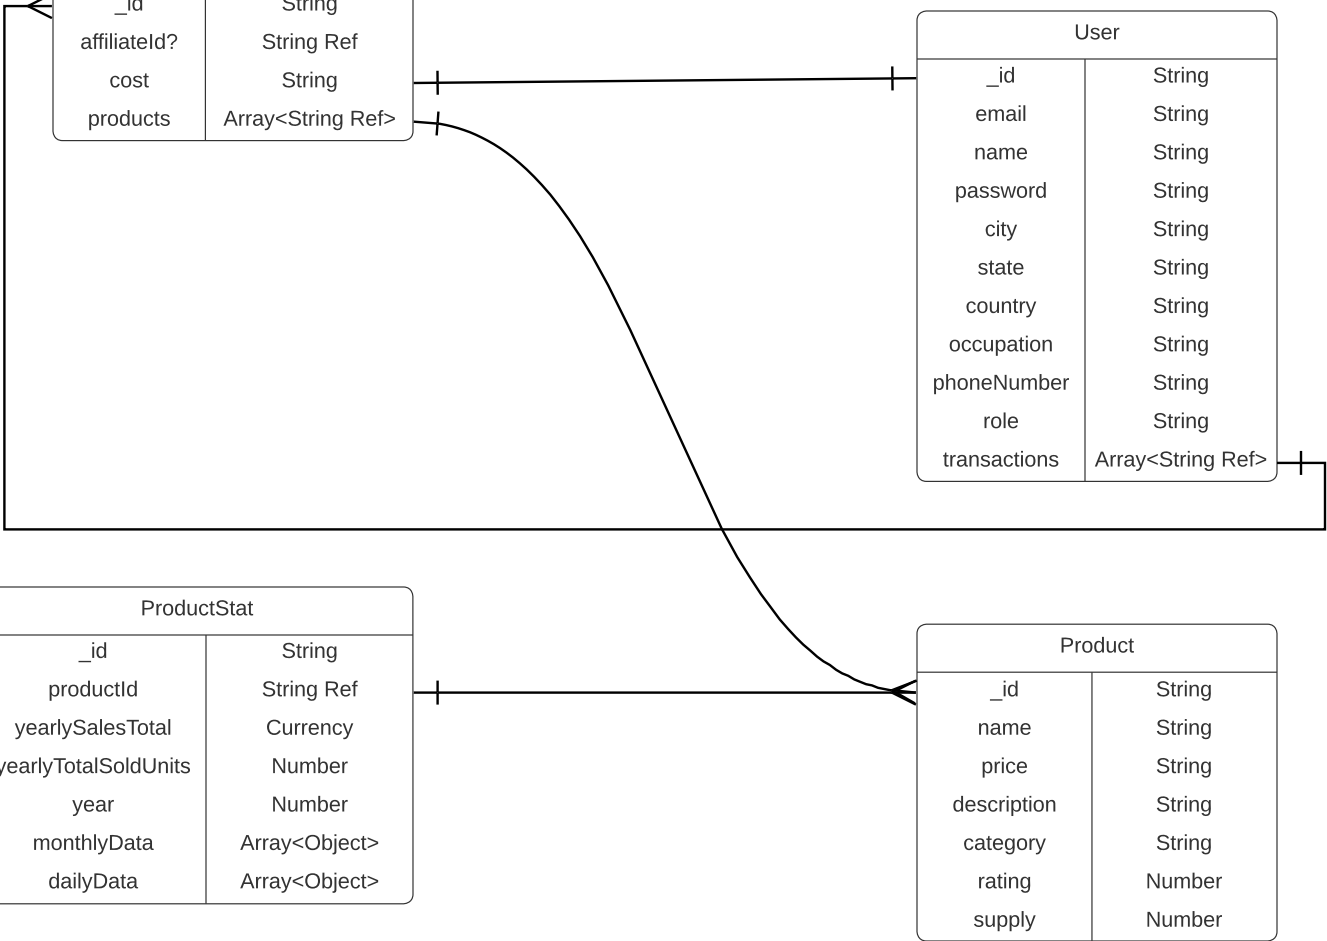 _id String
affiliateId? String Ref
cost String
products Array<String Ref>
User
_id String
email String
name String
password String
city String
state String
country String
occupation String
phoneNumber String
role String
transactions Array<String Ref>
ProductStat
_id String
productId String Ref
yearlySalesTotal Currency
yearlyTotalSoldUnits Number
year Number
monthlyData Array<Object>
dailyData Array<Object>
Product
_id String
name String
price String
description String
category String
rating Number
supply Number